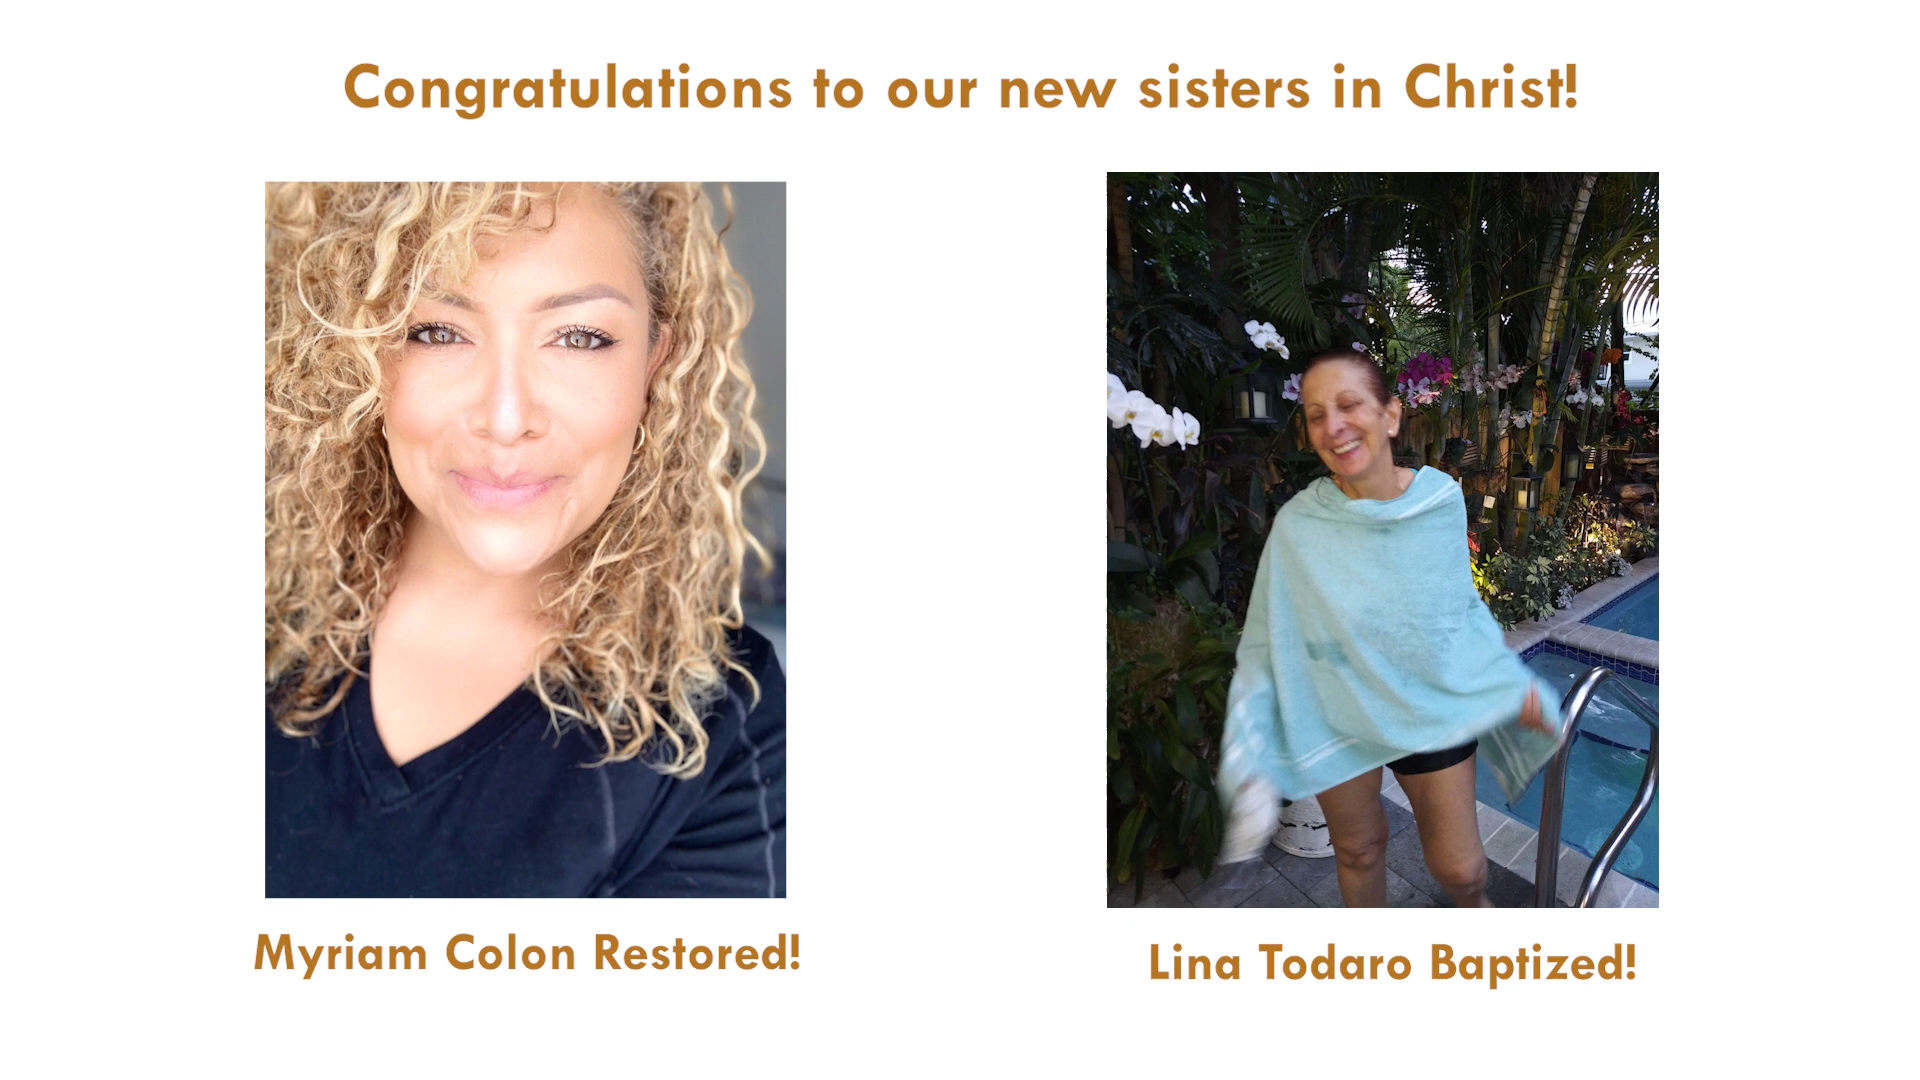 Congratulations to our new sisters in Christ!
Myriam Colon Restored!
Lina Todaro Baptized!